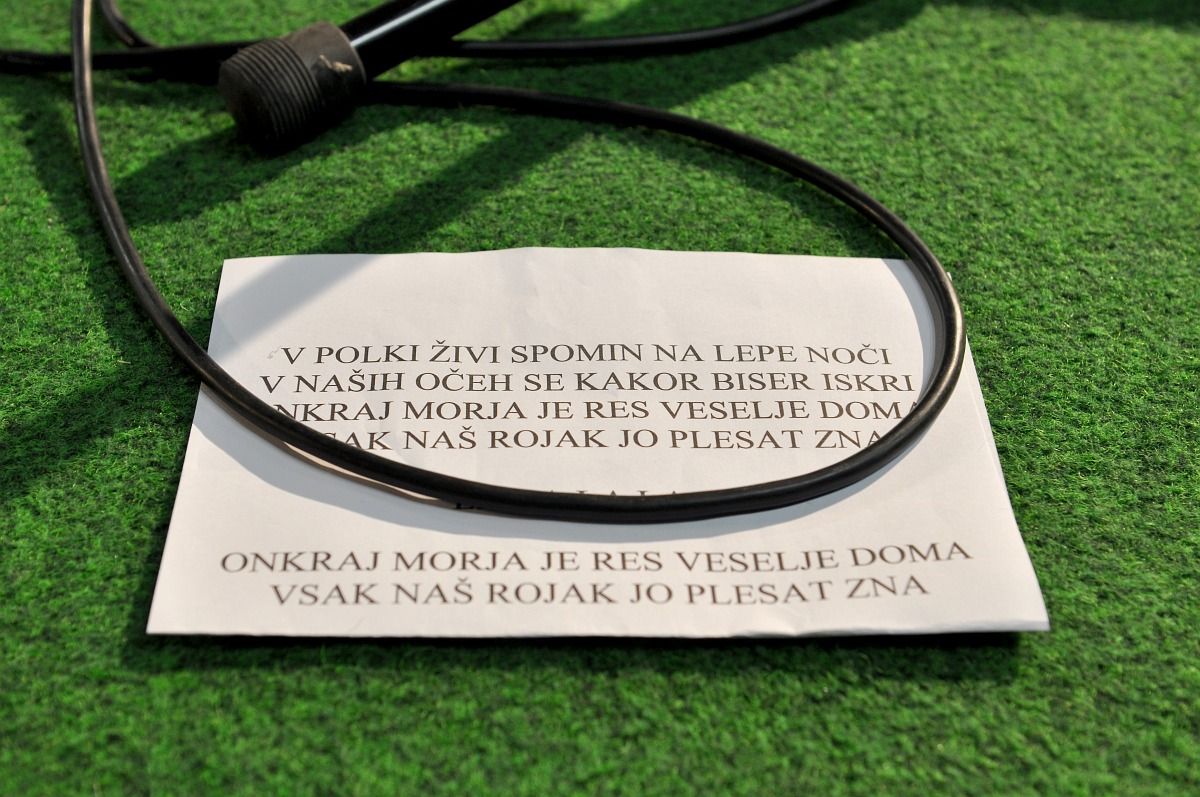 V POLKI ŽIVI SPOMIN NA LEPE NOČI
V NAŠIH OČEH SE KAKOR BISER ISKRI
ONKRAJ MORJA JE RES VESELJE DOMA
VSAK NAŠ ROJAK JO PLESAT ZNA
ONKRAJ MORJA JE RES VESELJE DOMA
VSAK NAŠ ROJAK JO PLESAT ZNA